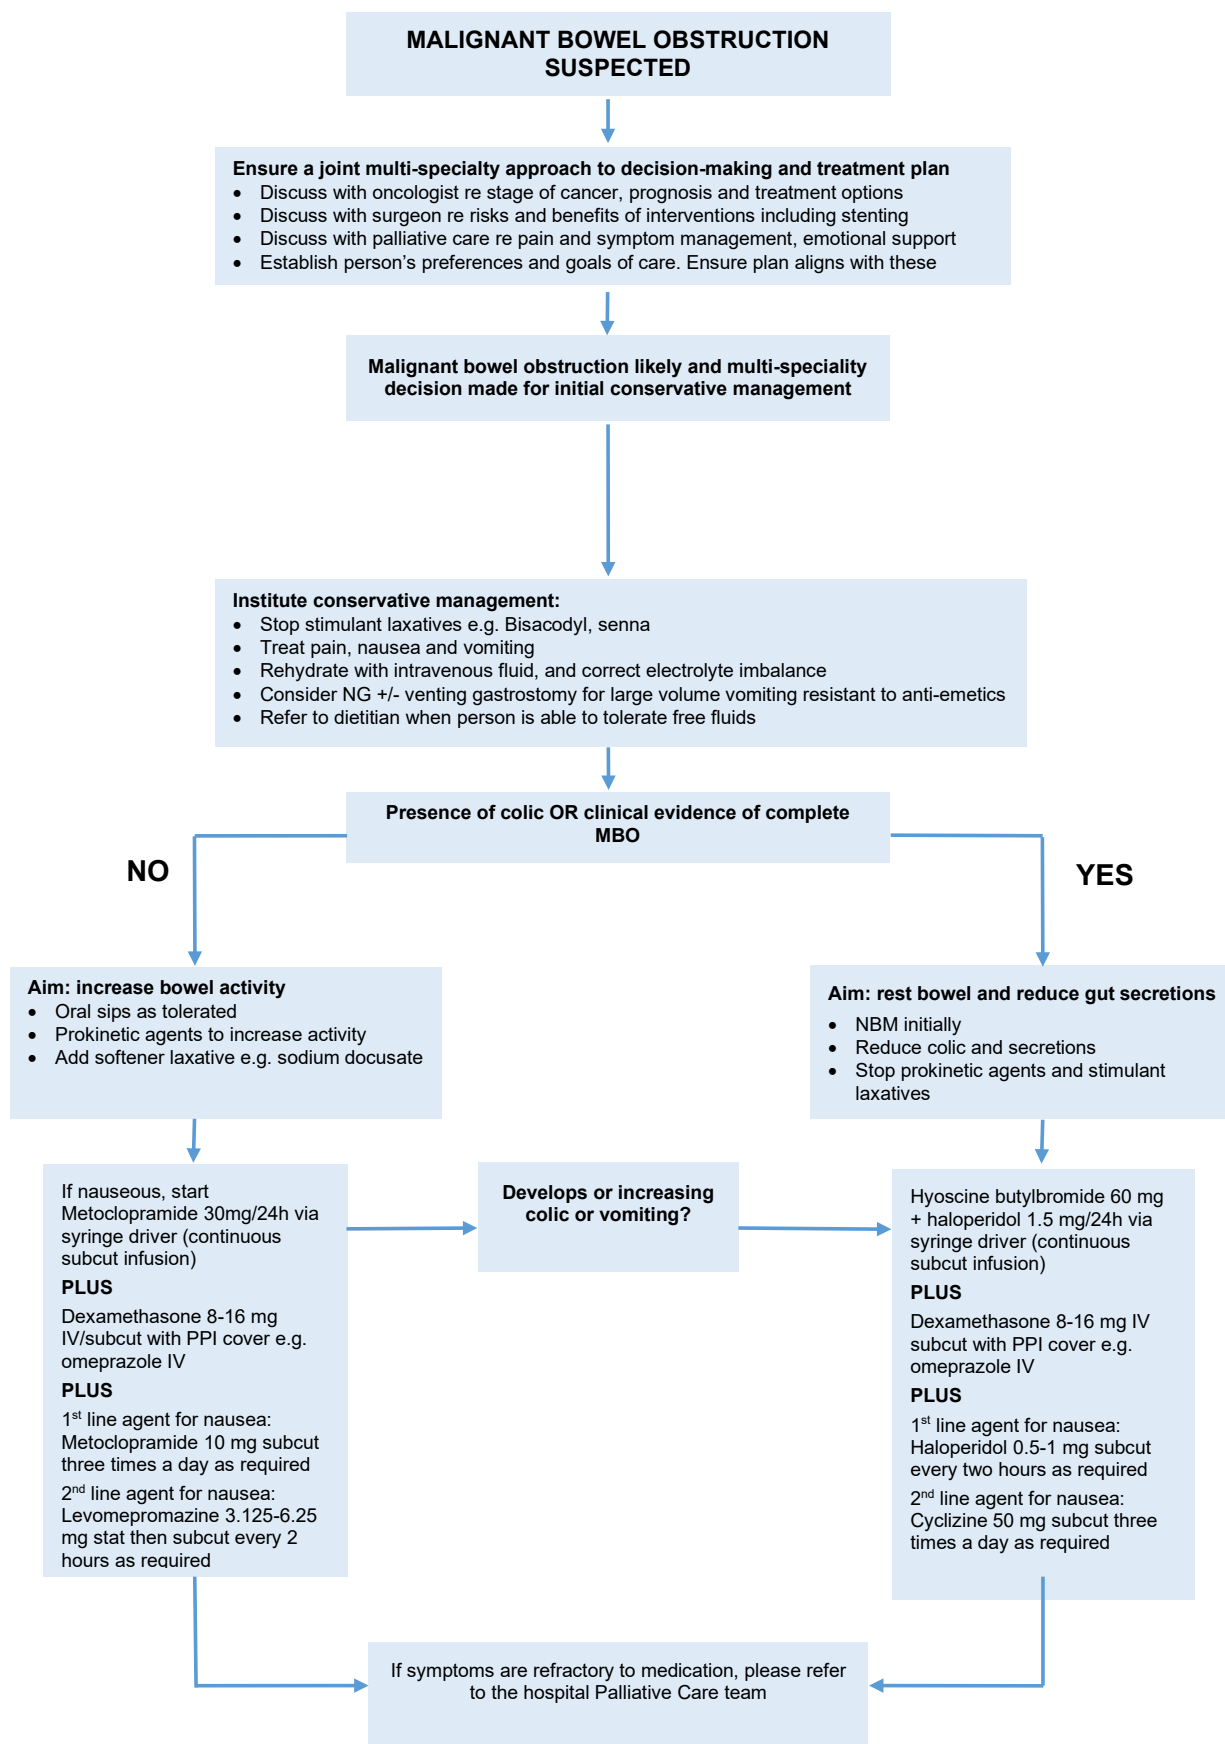 MALIGNANT BOWEL OBSTRUCTION
SUSPECTED
Ensure a joint multi-specialty approach to decision-making and treatment plan
• Discuss with oncologist re stage of cancer, prognosis and treatment options
• Discuss with surgeon re risks and benefits of interventions including stenting
• Discuss with palliative care re pain and symptom management, emotional support
• Establish person's preferences and goals of care. Ensure plan aligns with these
Malignant bowel obstruction likely and multi-speciality
decision made for initial conservative management
Institute conservative management:
• Stop stimulant laxatives e.g. Bisacodyl, senna
• Treat pain, nausea and vomiting
• Rehydrate with intravenous fluid, and correct electrolyte imbalance
• Consider NG +/- venting gastrostomy for large volume vomiting resistant to anti-emetics
• Refer to dietitian when person is able to tolerate free fluids
Presence of colic OR clinical evidence of complete
MBO
NO
YES
Aim: increase bowel activity
• Oral sips as tolerated
• Prokinetic agents to increase activity
• Add softener laxative e.g. sodium docusate
Aim: rest bowel and reduce gut secretions
• NBM initially
• Reduce colic and secretions
• Stop prokinetic agents and stimulant
laxatives
If nauseous, start
Metoclopramide 30mg/24h via
syringe driver (continuous
subcut infusion)
PLUS
Dexamethasone 8-16 mg
IV/subcut with PPI cover e.g.
omeprazole IV
PLUS
1st line agent for nausea:
Metoclopramide 10 mg subcut
three times a day as required
2nd line agent for nausea:
Levomepromazine 3.125-6.25
mg stat then subcut every 2
hours as required
Develops or increasing
colic or vomiting?
Hyoscine butylbromide 60 mg
+ haloperidol 1.5 mg/24h via
syringe driver (continuous
subcut infusion)
PLUS
Dexamethasone 8-16 mg IV
subcut with PPI cover e.g.
omeprazole IV
PLUS
1st line agent for nausea:
Haloperidol 0.5-1 mg subcut
every two hours as required
2nd line agent for nausea:
Cyclizine 50 mg subcut three
times a day as required
If symptoms are refractory to medication, please refer
to the hospital Palliative Care team